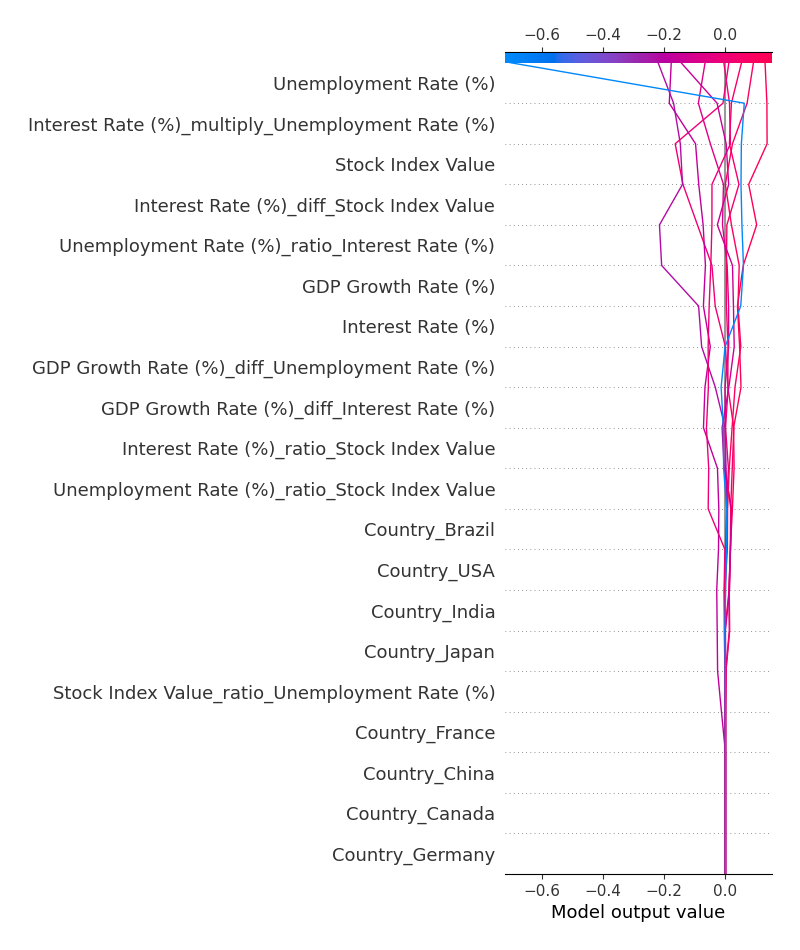 −0.6 −0.4 −0.2 0.0
Unemployment Rate (%)
Interest Rate (%)_multiply_Unemployment Rate (%)
Stock Index Value
Interest Rate (%)_diff_Stock Index Value
Unemployment Rate (%)_ratio_Interest Rate (%)
GDP Growth Rate (%)
Interest Rate (%)
GDP Growth Rate (%)_diff_Unemployment Rate (%)
GDP Growth Rate (%)_diff_Interest Rate (%)
Interest Rate (%)_ratio_Stock Index Value
Unemployment Rate (%)_ratio_Stock Index Value
Country_Brazil
Country_USA
Country_India
Country_Japan
Stock Index Value_ratio_Unemployment Rate (%)
Country_France
Country_China
Country_Canada
Country_Germany
−0.6 −0.4 −0.2 0.0
Model output value